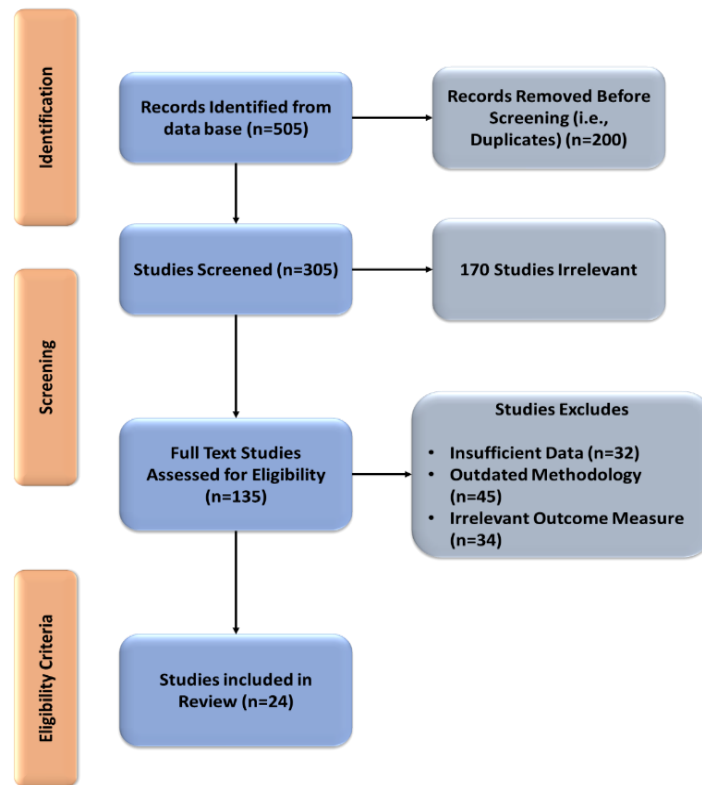 Identification
Records Identified from
data base (n=505)
Records Removed Before
Screening (i.e.,
Duplicates) (n=200)
Screening
Studies Screened (n=305)
170 Studies Irrelevant
Full Text Studies
Assessed for Eligibility
(n=135)
Studies Excludes
• Insufficient Data (n=32)
• Outdated Methodology
(n=45)
• Irrelevant Outcome Measure
(n=34)
Eligibility Criteria
Studies included in
Review (n=24)